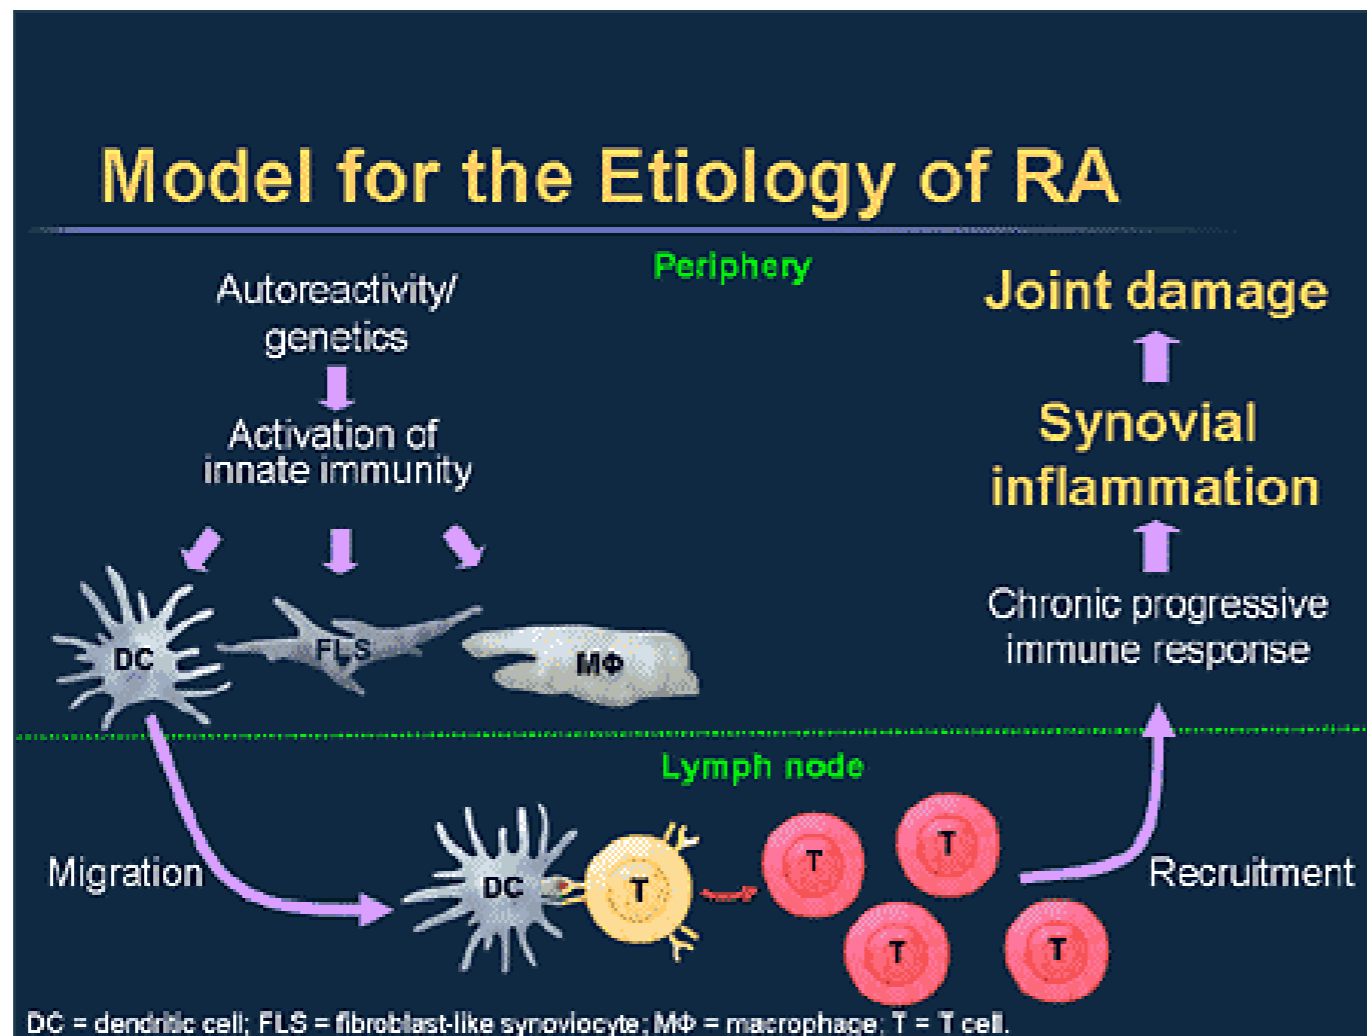 Model for the Etiology of RA
Periphery
Autoreactivity/
genetics
Activation of
innate immunity
DC
FLS
MΦ
Joint damage
Synovial
inflammation
Chronic progressive
immune response
Lymph node
Migration
DC
T
T
T
T
T
Recruitment
DC = dendritic cell; FLS = fibroblast-like synoviocyte; MΦ = macrophage; T = T cell.